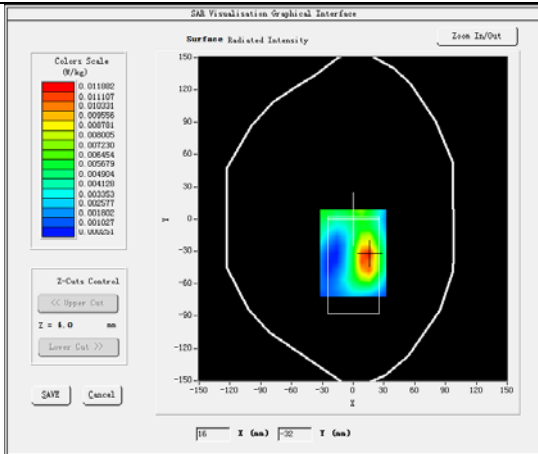 SAR Visualisation Graphical Interface
Surface Radiated Intensity
Zoom In/Out
Colors Scale
(W/kg)
0.011882
0.011107
0.010331
0.009556
0.008781
0.008005
0.007230
0.006454
0.005679
0.004904
0.004128
0.003353
0.002577
0.001802
0.001027
0.000251
150
120
90
60
30
0
-30
-60
-90
-120
-150
Y
-150 -120 -90 -60 -30 0 30 60 90 120 150
X
Z-Cuts Control
<< Upper Cut
Z = 4.0 mm
Lower Cut >>
SAVE Cancel
16 X (mm) -32 Y (mm)